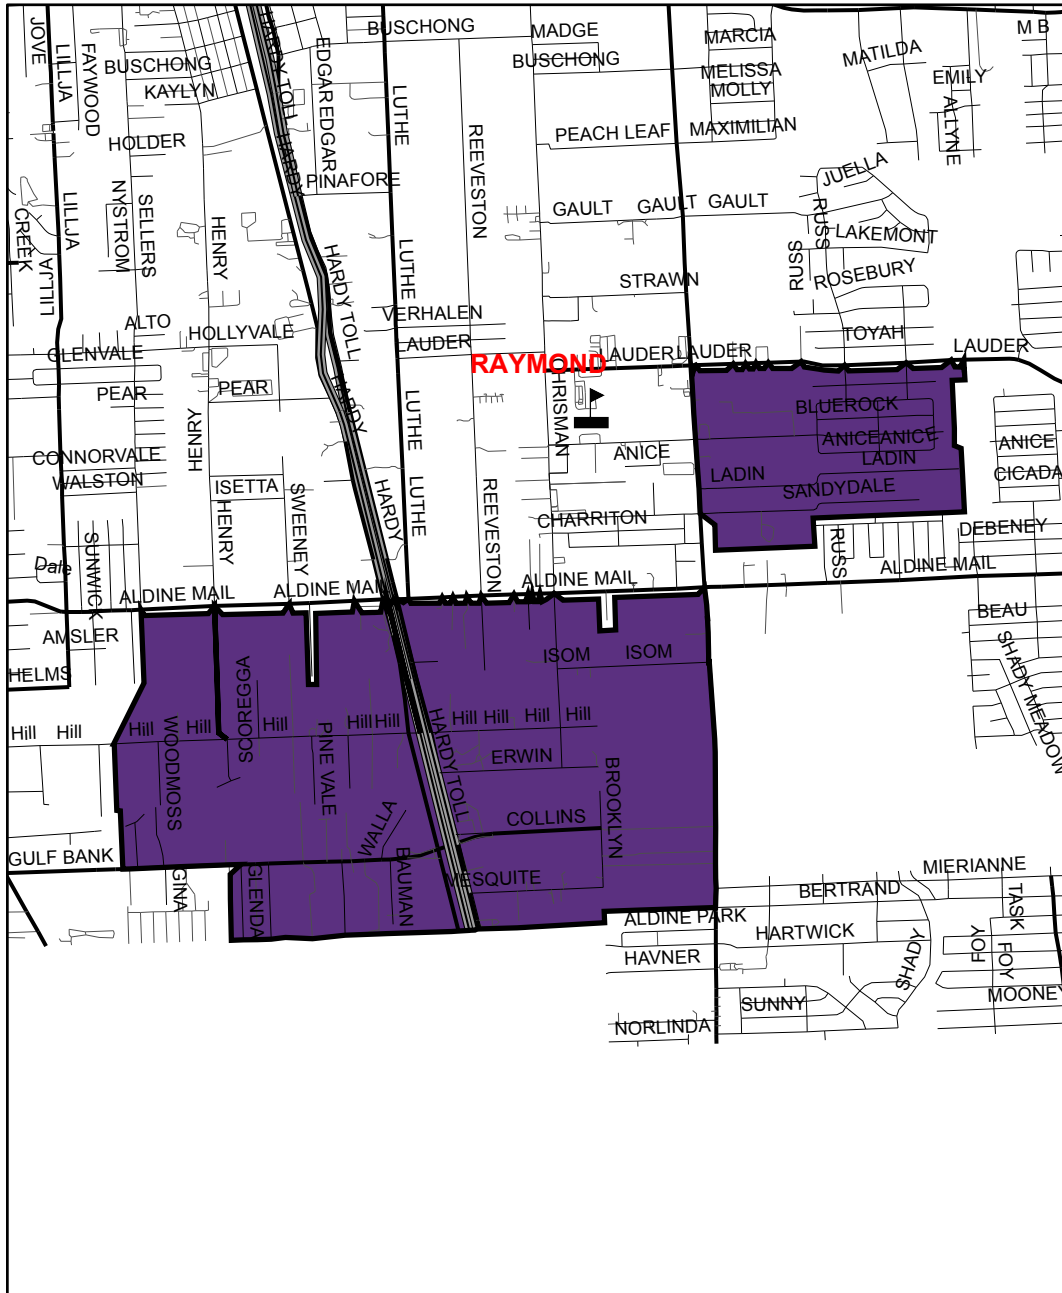 JOVE
LILLJA
FAYWOOD
BUSCHONG
KAYLYN
HOLDER
HARDY TOLL
HARDY
EDGAR
EDGAR
PINAFORE
BUSCHONG
LUTHE
REEVESTON
MADGE
BUSCHONG
PEACH LEAF
MARCIA
MELISSA
MOLLY
MAXIMILIAN
MATILDA
EMILY
ALLYNE
M B
JUELLA
GAULT
GAULT
GAULT
RUSS
LAKEMONT
RUSS
ROSEBURY
STRAWN
TOYAH
LAUDER
CREEK
LILLJA
LILLJA
NYSTROM
SELLERS
HENRY
HARDY TOLL
LUTHE
VERHALEN
LAUDER
ALTO
HOLLYVALE
GLENVALE
PEAR
PEAR
HARDY
RAYMOND
AUDER
LAUDER
HRISMAN
BLUEROCK
ANICE
ANICE
LADIN
LADIN
SANDYDALE
ANICE
ANICE
CICADA
HENRY
LUTHE
CONNORVALE
WALSTON
ISETTA
SWEENEY
HENRY
HARDY
LUTHE
REEVESTON
CHARRITON
RUSS
DEBENEY
Dale
SUNWICK
ALDINE MAIL
ALDINE MAIL
ALDINE MAIL
ALDINE MAIL
AMSLER
HELMS
BEAU
SHADY MEADOW
SCOREGGA
ISOM
ISOM
Hill
Hill
Hill
Hill
Hill
Hill
Hill
Hill
Hill
Hill
Hill
WOODMOSS
PINE VALE
HARDY TOLL
ERWIN
BROOKLYN
WALLA
COLLINS
GULF BANK
BAUMAN
MESQUITE
GINA
GLENDA
MIERIANNE
BERTRAND
TASK
ALDINE PARK
HARTWICK
HAVNER
SHADY
FOY
FOY
SUNNY
MOONEY
NORLINDA